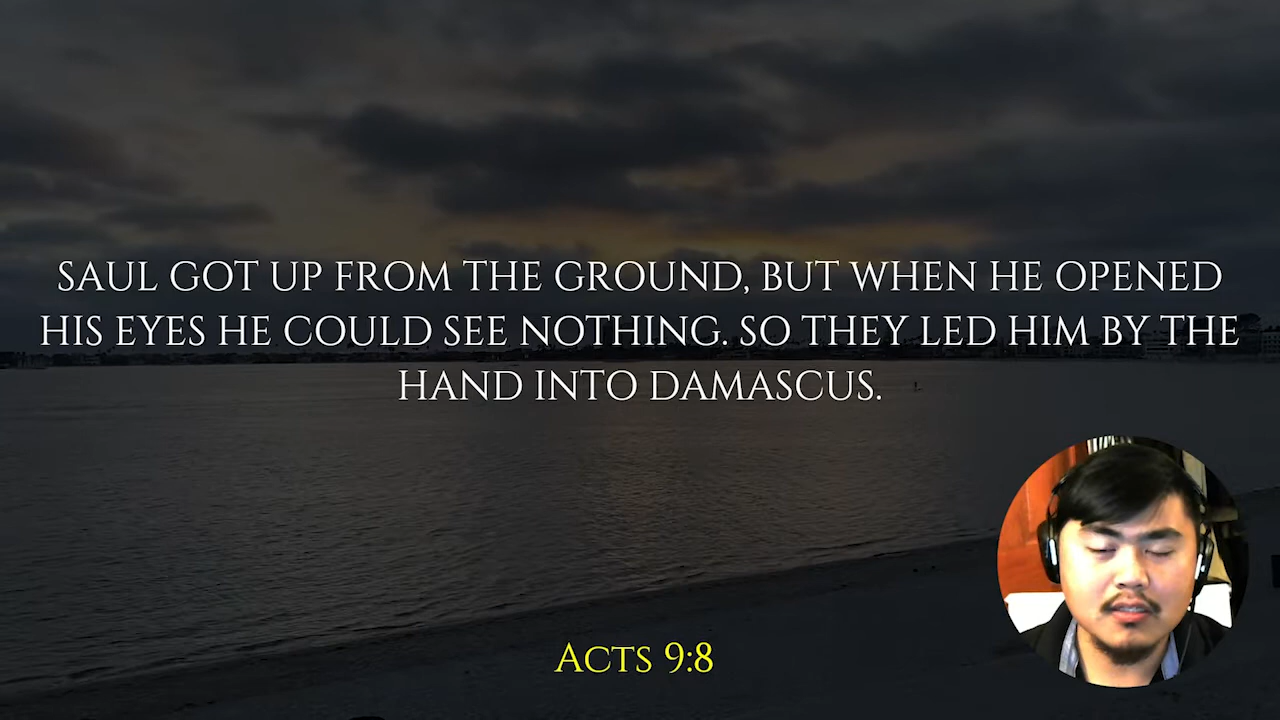 SAUL GOT UP FROM THE GROUND, BUT WHEN HE OPENED
HIS EYES HE COULD SEE NOTHING. SO THEY LED HIM BY THE
HAND INTO DAMASCUS.
Acts 9:8